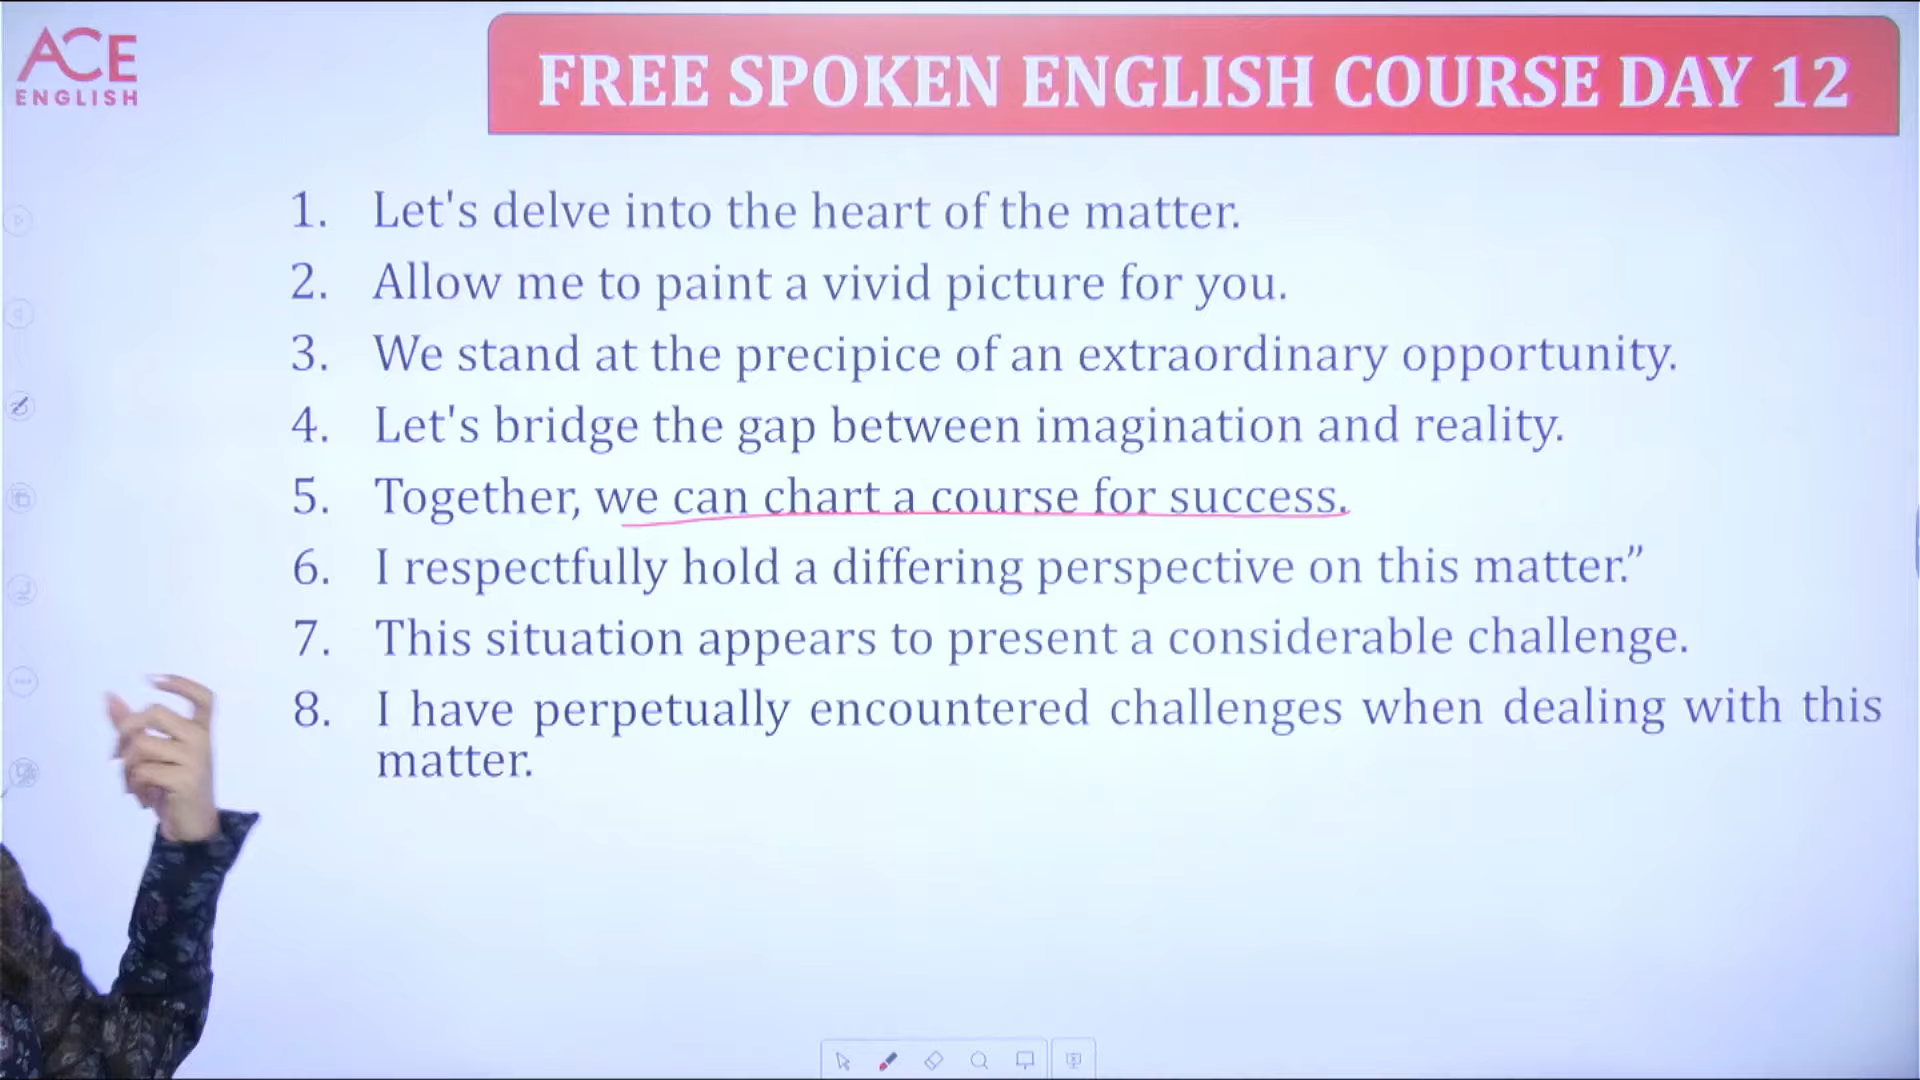 ACE
ENGLISH
FREE SPOKEN ENGLISH COURSE DAY 12
1. Let's delve into the heart of the matter.
2. Allow me to paint a vivid picture for you.
3. We stand at the precipice of an extraordinary opportunity.
4. Let's bridge the gap between imagination and reality.
5. Together, we can chart a course for success.
6. I respectfully hold a differing perspective on this matter.”
7. This situation appears to present a considerable challenge.
8. I have perpetually encountered challenges when dealing with this
matter.